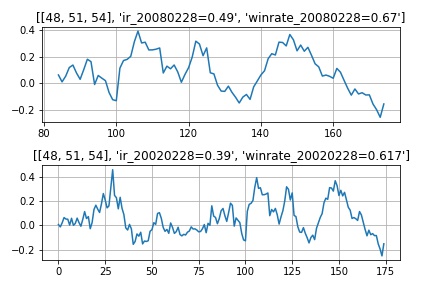 [[48, 51, 54], 'ir_20080228=0.49', 'winrate_20080228=0.67']
0.4
0.2
0.0
−0.2
80 100 120 140 160
[[48, 51, 54], 'ir_20020228=0.39', 'winrate_20020228=0.617']
0.4
0.2
0.0
−0.2
0 25 50 75 100 125 150 175